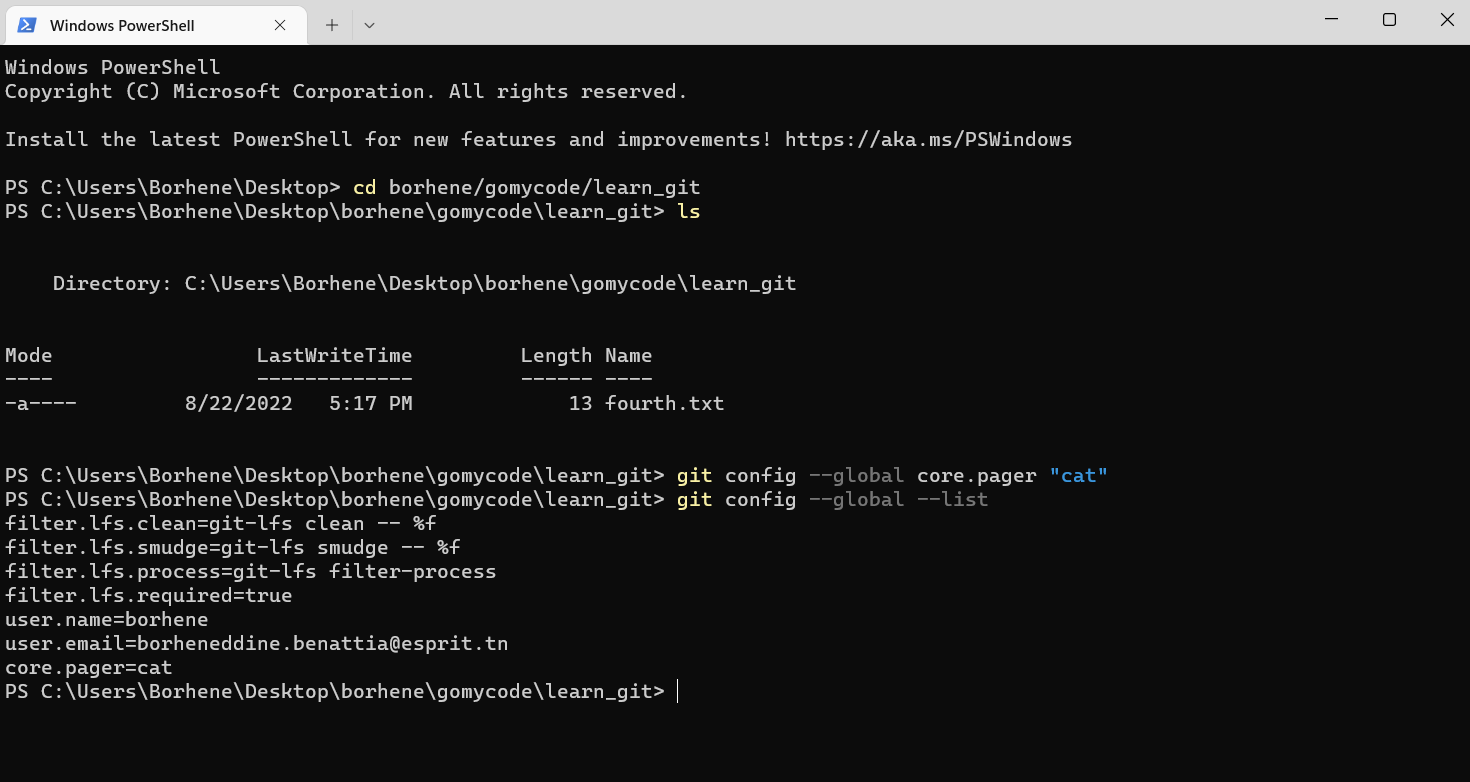 Windows PowerShell
Windows PowerShell
Copyright (C) Microsoft Corporation. All rights reserved.
Install the latest PowerShell for new features and improvements! https://aka.ms/PSWindows
PS C:\Users\Borhene\Desktop> cd borhene/gomycode/learn_git
PS C:\Users\Borhene\Desktop\borhene\gomycode\learn_git> ls
    Directory: C:\Users\Borhene\Desktop\borhene\gomycode\learn_git
Mode                 LastWriteTime         Length Name
----                 -------------         ------ ----
-a----         8/22/2022   5:17 PM             13 fourth.txt
PS C:\Users\Borhene\Desktop\borhene\gomycode\learn_git> git config --global core.pager "cat"
PS C:\Users\Borhene\Desktop\borhene\gomycode\learn_git> git config --global --list
filter.lfs.clean=git-lfs clean -- %f
filter.lfs.smudge=git-lfs smudge -- %f
filter.lfs.process=git-lfs filter-process
filter.lfs.required=true
user.name=borhene
user.email=borheneddine.benattia@esprit.tn
core.pager=cat
PS C:\Users\Borhene\Desktop\borhene\gomycode\learn_git>